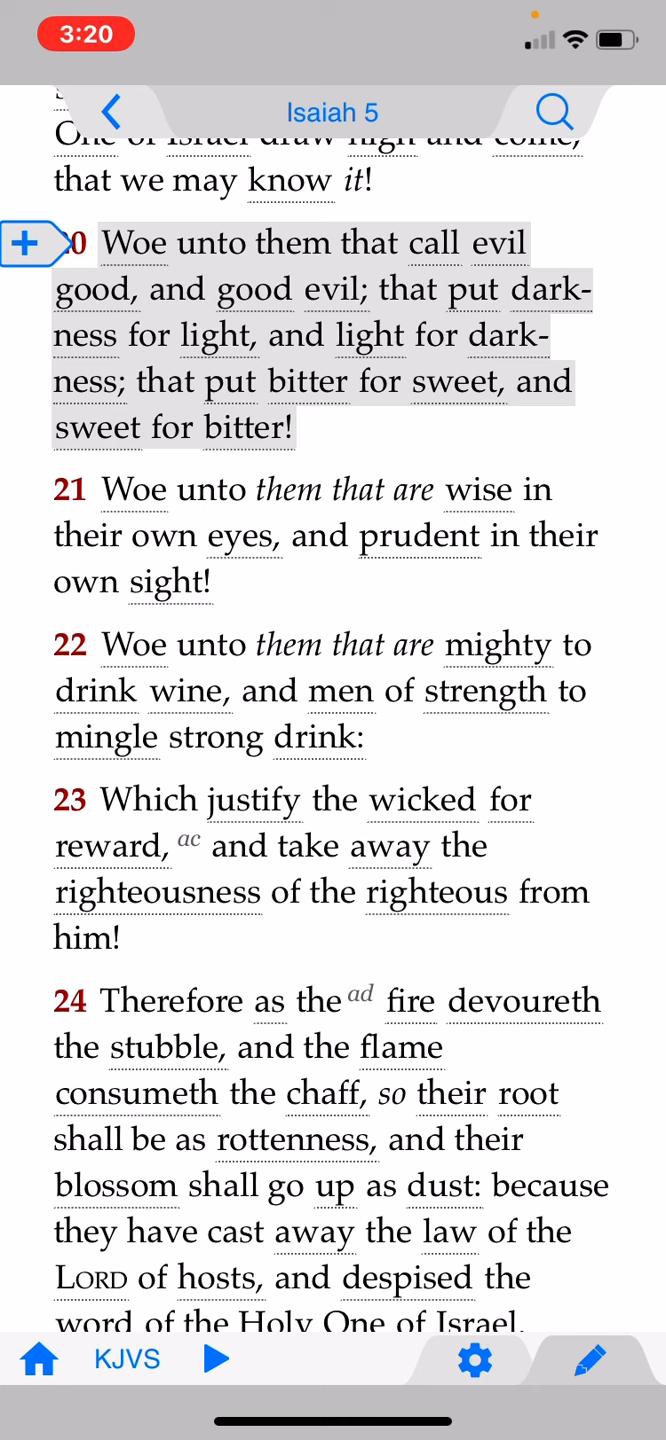 3:20
Isaiah 5
One of Israel draw nigh and come,
that we may know it!
20 Woe unto them that call evil
good, and good evil; that put dark-
ness for light, and light for dark-
ness; that put bitter for sweet, and
sweet for bitter!
21 Woe unto them that are wise in
their own eyes, and prudent in their
own sight!
22 Woe unto them that are mighty to
drink wine, and men of strength to
mingle strong drink:
23 Which justify the wicked for
reward, ac and take away the
righteousness of the righteous from
him!
24 Therefore as the ad fire devoureth
the stubble, and the flame
consumeth the chaff, so their root
shall be as rottenness, and their
blossom shall go up as dust: because
they have cast away the law of the
LORD of hosts, and despised the
word of the Holy One of Israel.
KJVS